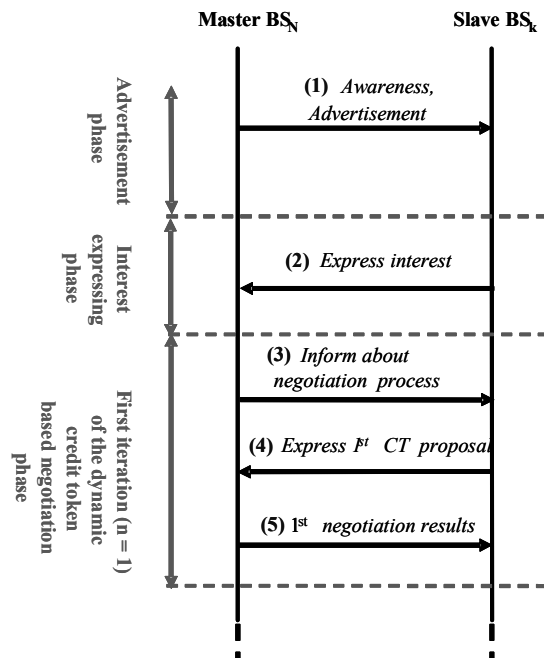 Master BS_N
Slave BS_k
Advertisement
phase
(1) Awareness,
Advertisement
Interest
expressing
phase
(2) Express interest
First iteration (n = 1)
of the dynamic
credit token
based negotiation
phase
(3) Inform about
negotiation process
(4) Express 1st CT proposal
(5) 1st negotiation results